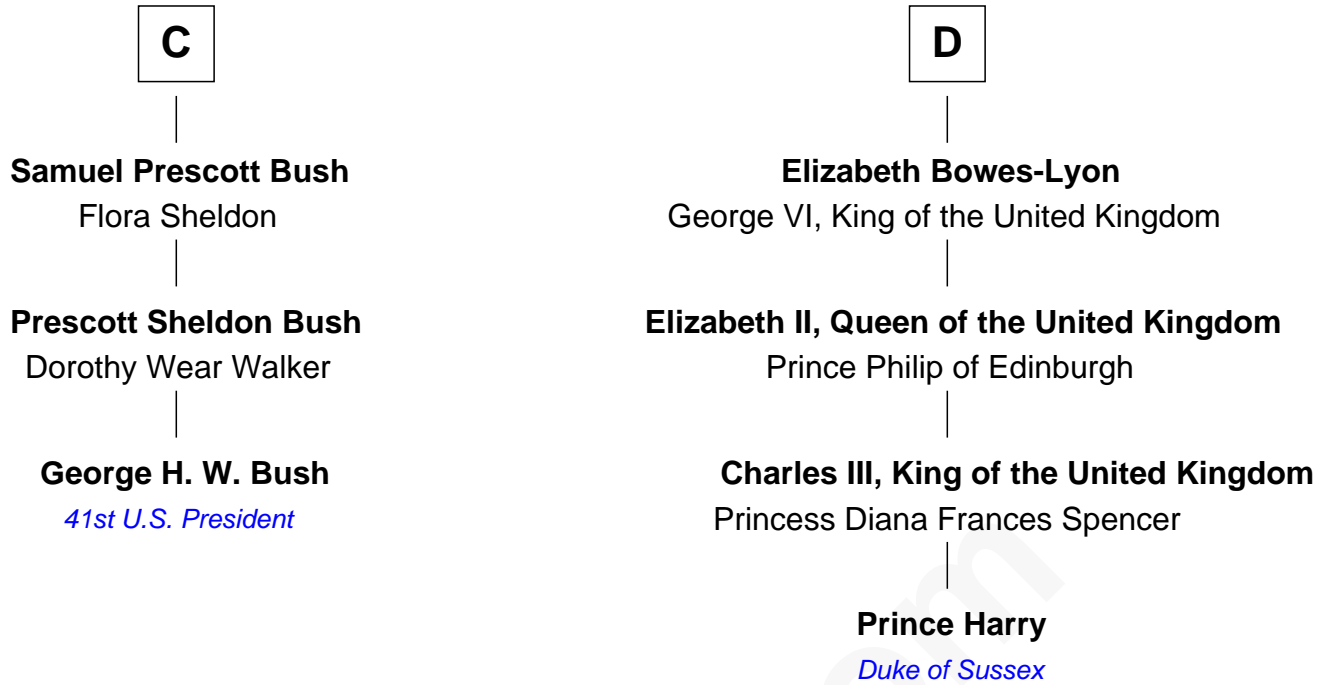 C
Samuel Prescott Bush
Flora Sheldon
Prescott Sheldon Bush
Dorothy Wear Walker
George H. W. Bush
41st U.S. President
D
Elizabeth Bowes-Lyon
George VI, King of the United Kingdom
Elizabeth II, Queen of the United Kingdom
Prince Philip of Edinburgh
Charles III, King of the United Kingdom
Princess Diana Frances Spencer
Prince Harry
Duke of Sussex